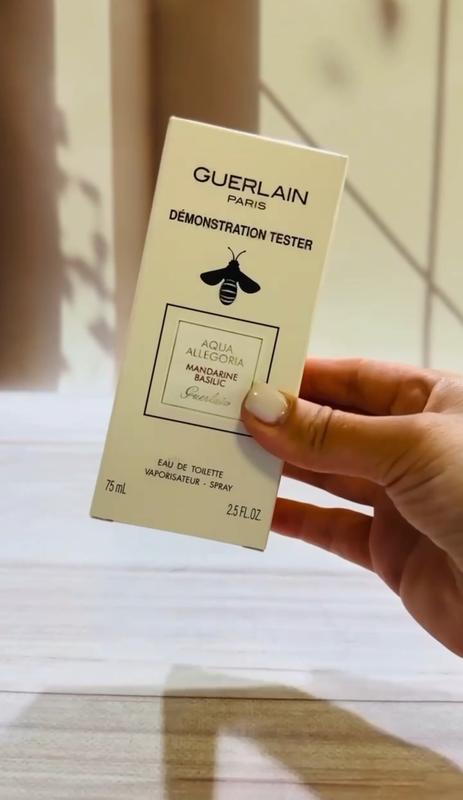 GUERLAIN
PARIS
DÉMONSTRATION TESTER
AQUA
ALLEGORIA
MANDARINE
BASILIC
Guerlain
EAU DE TOILETTE
VAPORISATEUR - SPRAY
75 mL
2.5 FL.OZ.